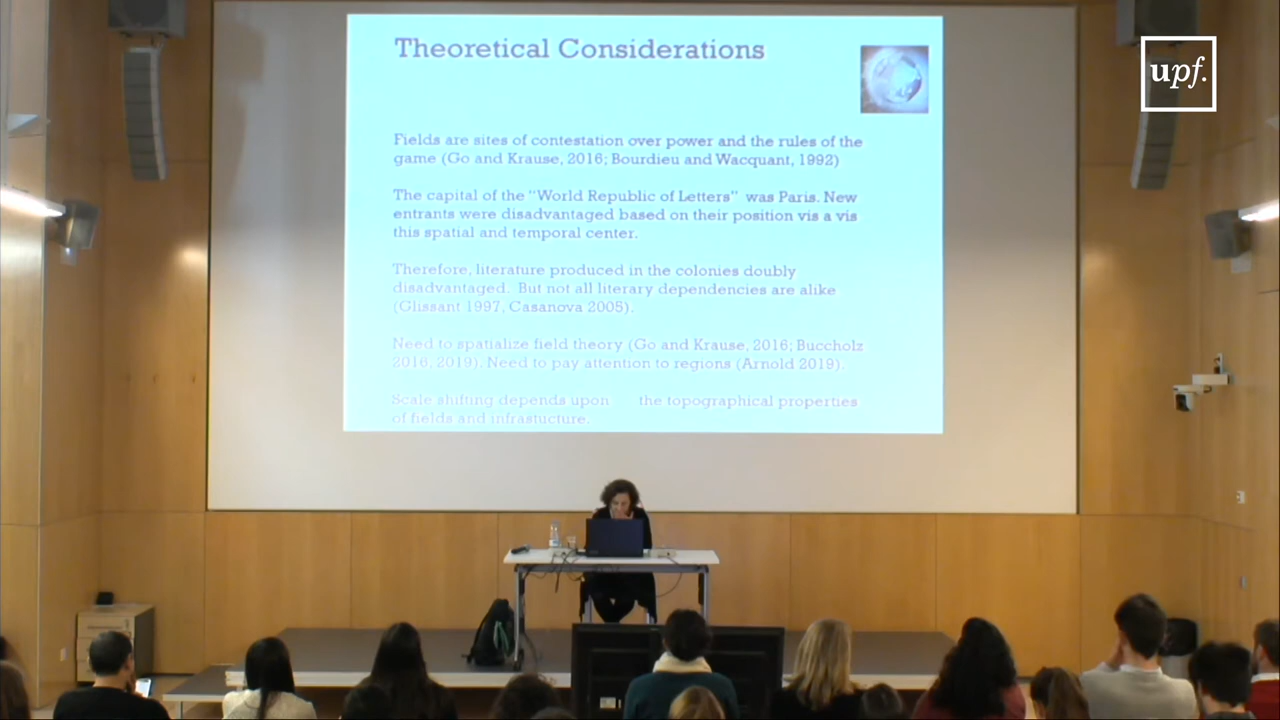 Theoretical Considerations
upf.
Fields are sites of contestation over power and the rules of the
game (Go and Krause, 2016; Bourdieu and Wacquant, 1992)
The capital of the "World Republic of Letters" was Paris. New
entrants were disadvantaged based on their position vis a vis
this spatial and temporal center.
Therefore, literature produced in the colonies doubly
disadvantaged. But not all literary dependencies are alike
(Glissant 1997, Casanova 2005).
Need to spatialize field theory (Go and Krause, 2016; Buccholz
2016, 2019). Need to pay attention to regions (Arnold 2019).
Scale shifting depends upon the topographical properties
of fields and infrastucture.